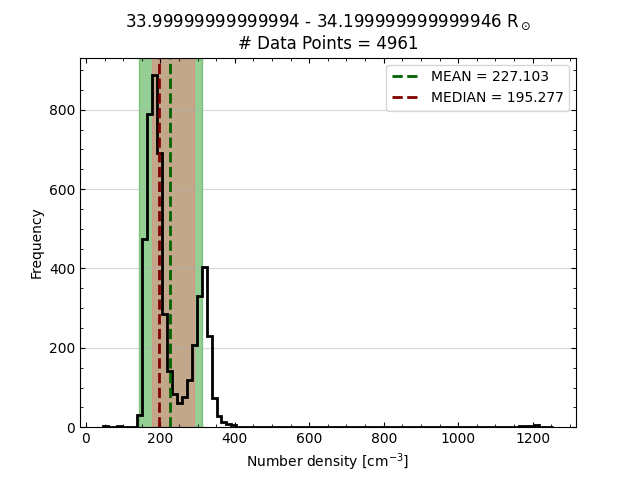 33.99999999999994 - 34.199999999999946 R⊙
# Data Points = 4961
MEAN = 227.103
MEDIAN = 195.277
Frequency
800
600
400
200
0
0 200 400 600 800 1000 1200
Number density [cm⁻³]